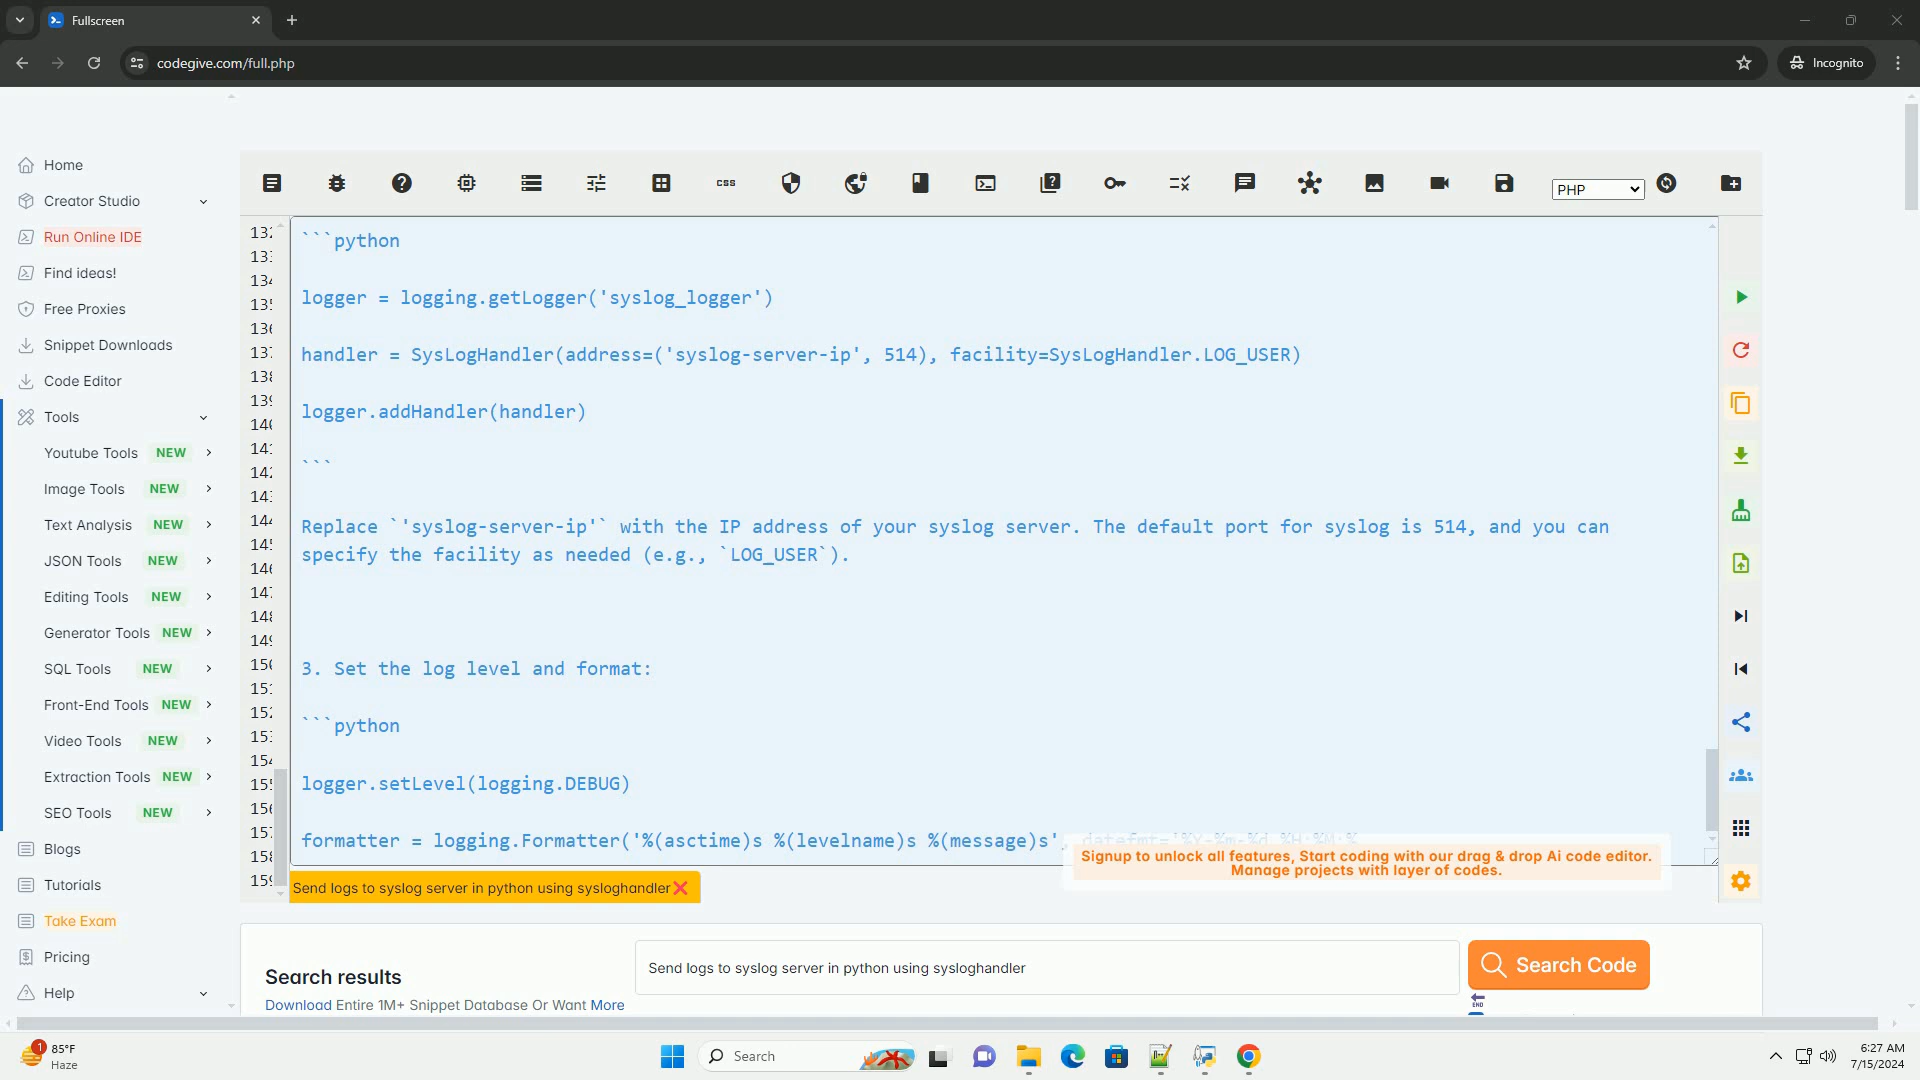 Fullscreen
codegive.com/full.php
Incognito
Home
Creator Studio
Run Online IDE
Find ideas!
Free Proxies
Snippet Downloads
Code Editor
Tools
Youtube Tools NEW
Image Tools NEW
Text Analysis NEW
JSON Tools NEW
Editing Tools NEW
Generator Tools NEW
SQL Tools NEW
Front-End Tools NEW
Video Tools NEW
Extraction Tools NEW
SEO Tools NEW
Blogs
Tutorials
Take Exam
Pricing
Help
css
PHP
```python
logger = logging.getLogger('syslog_logger')
handler = SysLogHandler(address=('syslog-server-ip', 514), facility=SysLogHandler.LOG_USER)
logger.addHandler(handler)
```
Replace `'syslog-server-ip'` with the IP address of your syslog server. The default port for syslog is 514, and you can
specify the facility as needed (e.g., `LOG_USER`).
3. Set the log level and format:
```python
logger.setLevel(logging.DEBUG)
formatter = logging.Formatter('%(asctime)s %(levelname)s %(message)s', datefmt='%Y-%m-%d %H:%M:%
Signup to unlock all features, Start coding with our drag & drop Ai code editor.
Manage projects with layer of codes.
Send logs to syslog server in python using sysloghandler
Search results
Download Entire 1M+ Snippet Database Or Want More
Send logs to syslog server in python using sysloghandler
Search Code
END
1
85°F
Haze
Search
6:27 AM
7/15/2024